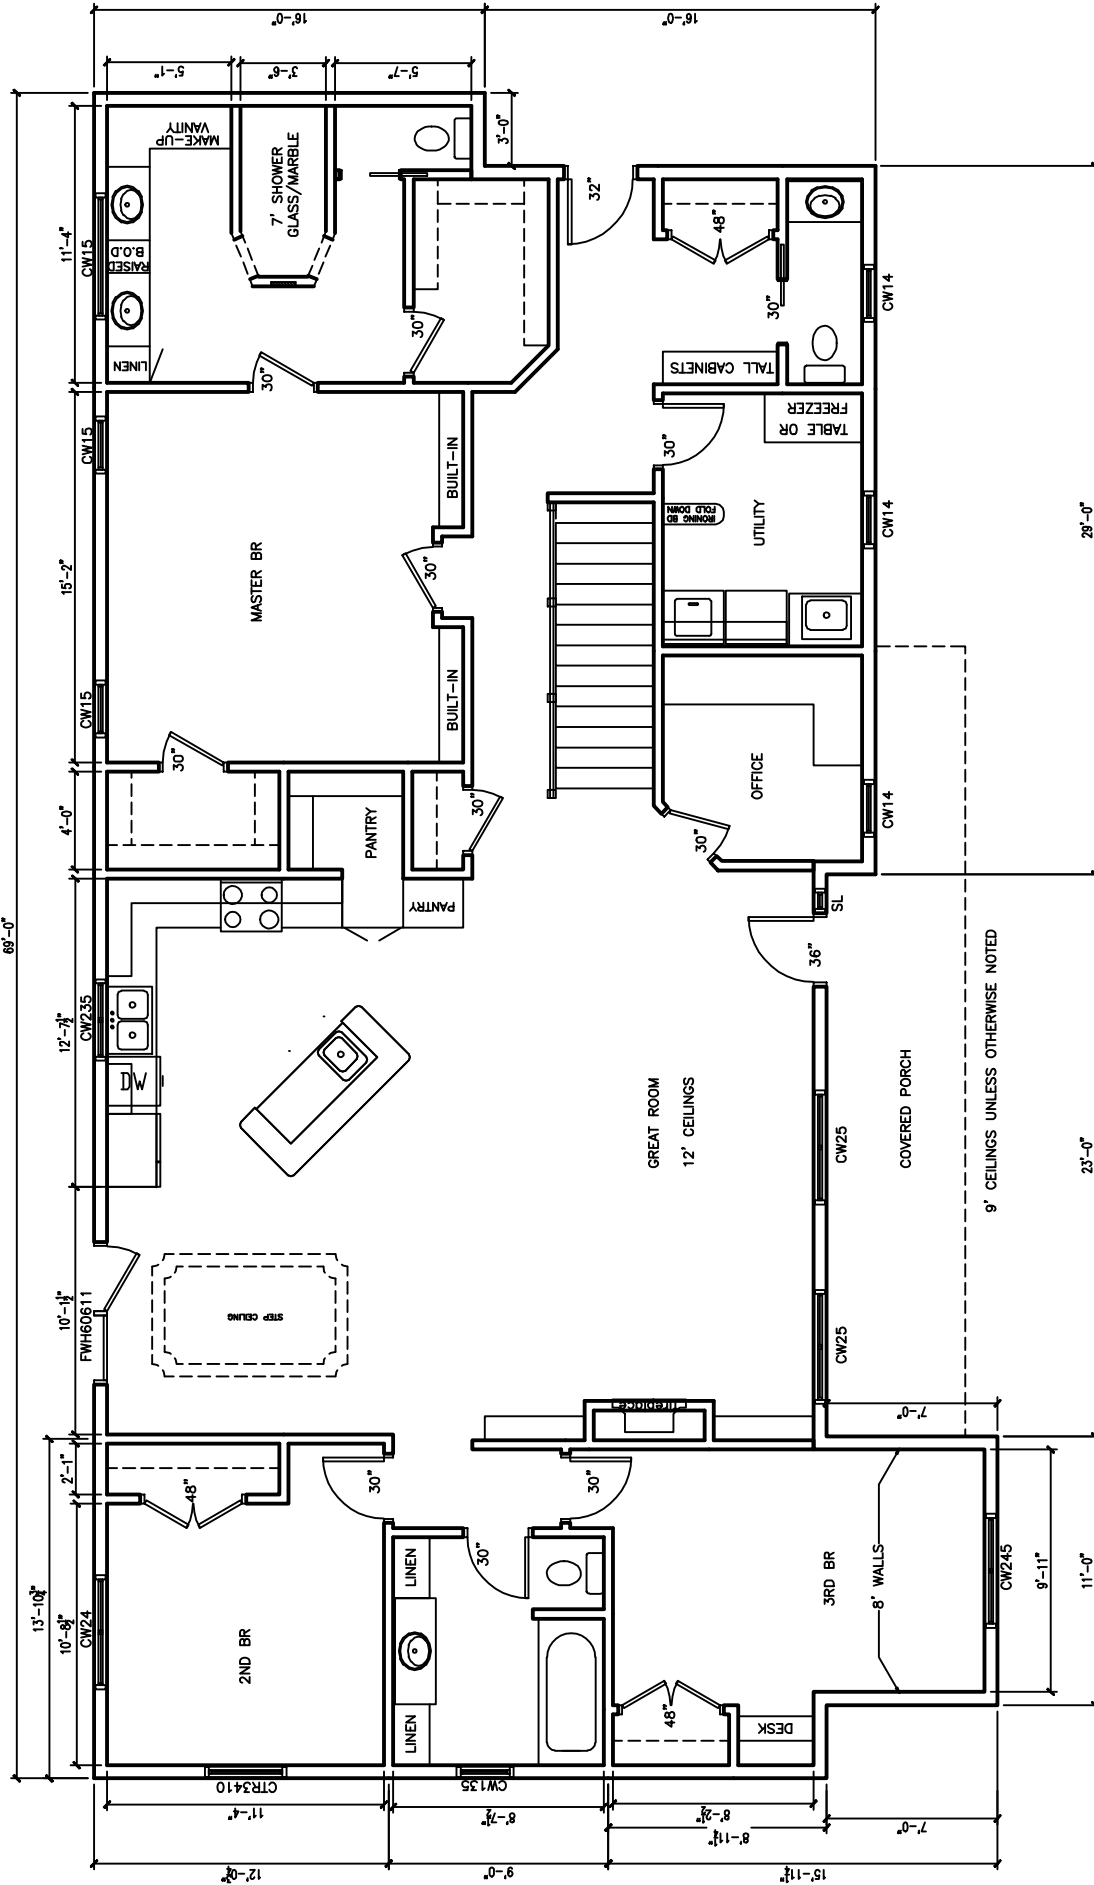 16'-0"
16'-0"
5'-1"
3'-6"
5'-7"
3'-0"
69'-0"
11'-4"
CW15
MAKE-UP
VANITY
RAISED
B.O.D
LINEN
7' SHOWER
GLASS/MARBLE
30"
30"
32"
48"
30"
CW14
TALL CABINETS
CW15
15'-2"
MASTER BR
BUILT-IN
30"
BUILT-IN
CW15
30"
30"
TABLE OR
FREEZER
IRONING BD
FOLD DOWN
UTILITY
CW14
29'-0"
OFFICE
30"
CW14
4'-0"
PANTRY
30"
PANTRY
SL
36"
12'-7½"
CW235
DW
GREAT ROOM
12' CEILINGS
CW25
COVERED PORCH
9' CEILINGS UNLESS OTHERWISE NOTED
23'-0"
10'-1½"
FWH60611
STEP CEILING
CW25
fireplace
7'-0"
2'-1"
48"
30"
30"
13'-10¾"
10'-8½"
CW24
2ND BR
LINEN
30"
LINEN
3RD BR
8' WALLS
CW245
9'-11"
11'-0"
48"
DESK
CTR3410
CW135
11'-4"
8'-7½"
8'-2½"
8'-11½"
7'-0"
12'-0¾"
9'-0"
15'-11½"